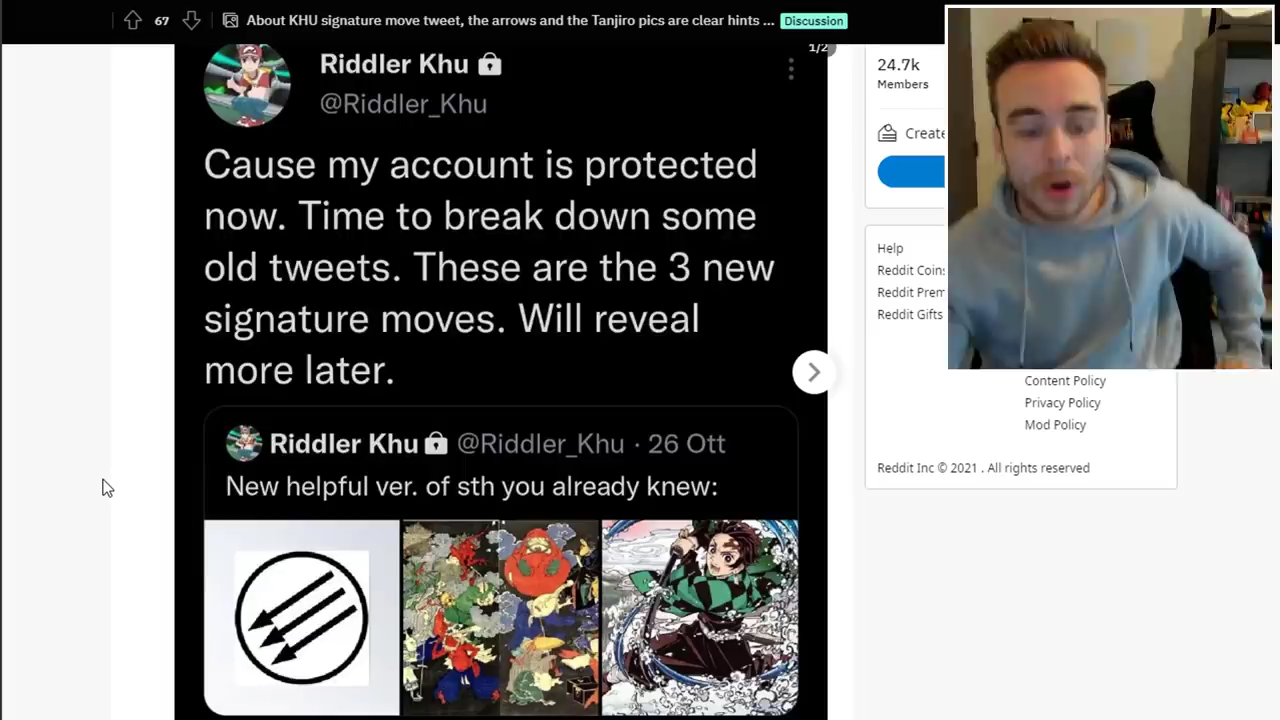 67
About KHU signature move tweet, the arrows and the Tanjiro pics are clear hints ...
Discussion
1/2
Riddler Khu
@Riddler_Khu
Cause my account is protected
now. Time to break down some
old tweets. These are the 3 new
signature moves. Will reveal
more later.
Riddler Khu @Riddler_Khu · 26 Ott
New helpful ver. of sth you already knew:
24.7k
Members
Create
Help
Reddit Coins
Reddit Prem
Reddit Gifts
Content Policy
Privacy Policy
Mod Policy
Reddit Inc © 2021 . All rights reserved